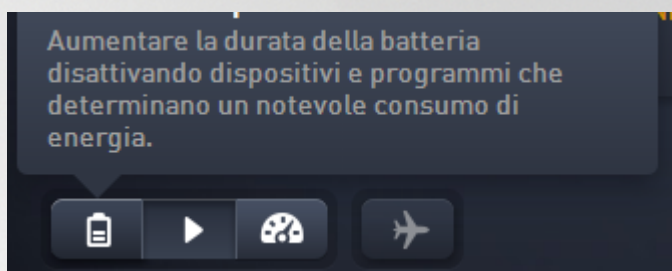 Aumentare la durata della batteria
disattivando dispositivi e programmi che
determinano un notevole consumo di
energia.